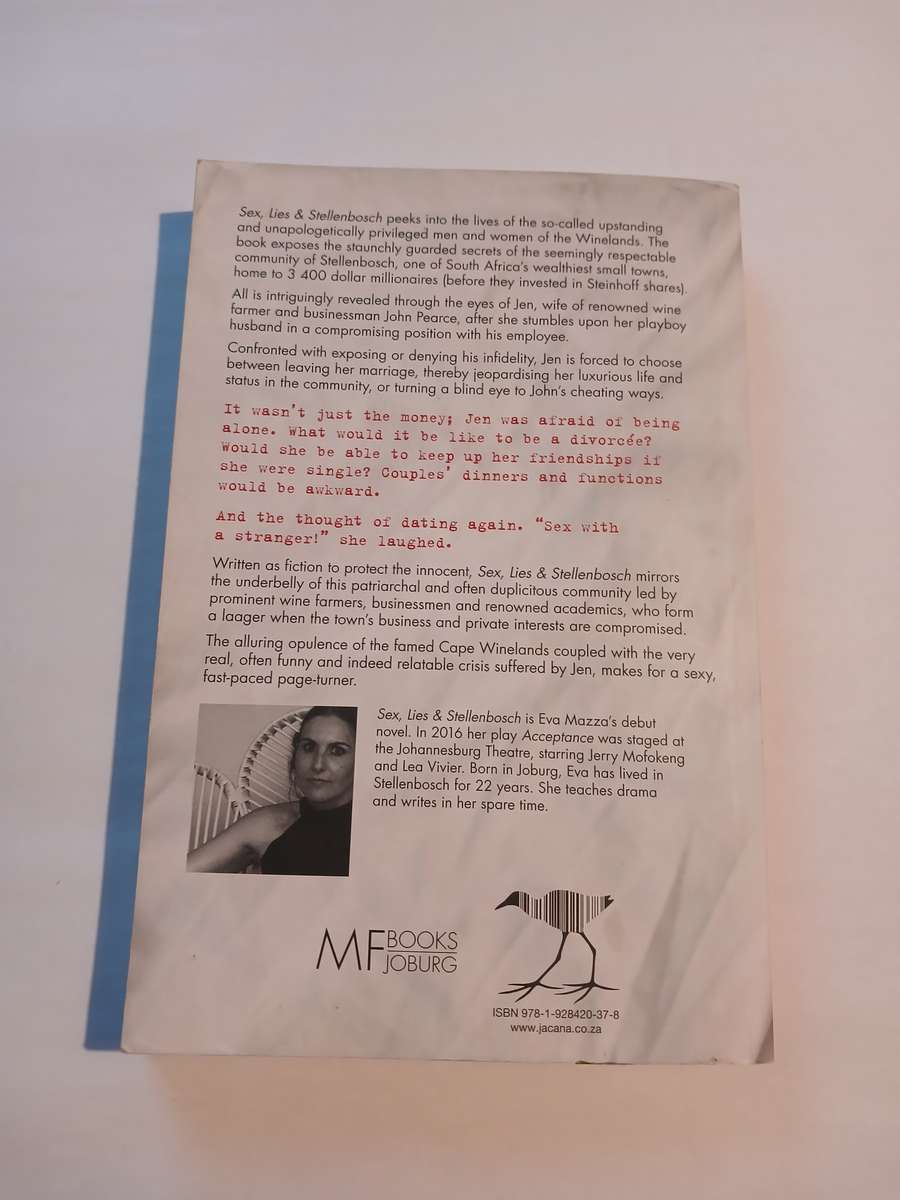 Sex, Lies & Stellenbosch peeks into the lives of the so-called upstanding
and unapologetically privileged men and women of the Winelands. The
book exposes the staunchly guarded secrets of the seemingly respectable
community of Stellenbosch, one of South Africa's wealthiest small towns,
home to 3 400 dollar millionaires (before they invested in Steinhoff shares).
All is intriguingly revealed through the eyes of Jen, wife of renowned wine
farmer and businessman John Pearce, after she stumbles upon her playboy
husband in a compromising position with his employee.
Confronted with exposing or denying his infidelity, Jen is forced to choose
between leaving her marriage, thereby jeopardising her luxurious life and
status in the community, or turning a blind eye to John's cheating ways.
It wasn't just the money; Jen was afraid of being
alone. What would it be like to be a divorcée?
Would she be able to keep up her friendships if
she were single? Couples' dinners and functions
would be awkward.
And the thought of dating again. "Sex with
a stranger!" she laughed.
Written as fiction to protect the innocent, Sex, Lies & Stellenbosch mirrors
the underbelly of this patriarchal and often duplicitous community led by
prominent wine farmers, businessmen and renowned academics, who form
a laager when the town's business and private interests are compromised.
The alluring opulence of the famed Cape Winelands coupled with the very
real, often funny and indeed relatable crisis suffered by Jen, makes for a sexy,
fast-paced page-turner.
Sex, Lies & Stellenbosch is Eva Mazza's debut
novel. In 2016 her play Acceptance was staged at
the Johannesburg Theatre, starring Jerry Mofokeng
and Lea Vivier. Born in Joburg, Eva has lived in
Stellenbosch for 22 years. She teaches drama
and writes in her spare time.
MF BOOKS
JOBURG
ISBN 978-1-928420-37-8
www.jacana.co.za